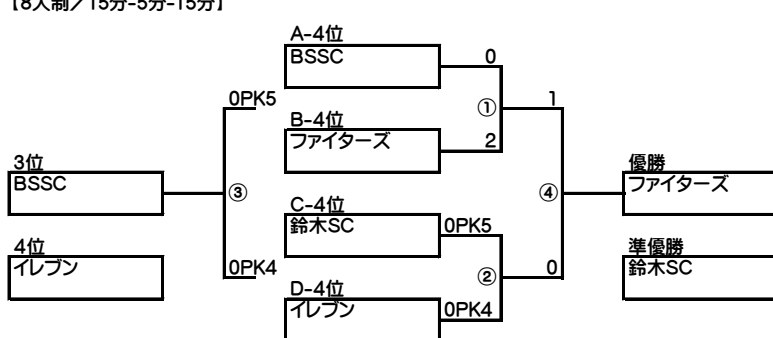 【8人制/15分-5分-15分】
A-4位
BSSC
0
0PK5
①
1
B-4位
ファイターズ
2
3位
BSSC
③
④
優勝
ファイターズ
C-4位
鈴木SC
0PK5
4位
イレブン
0PK4
②
0
準優勝
鈴木SC
D-4位
イレブン
0PK4